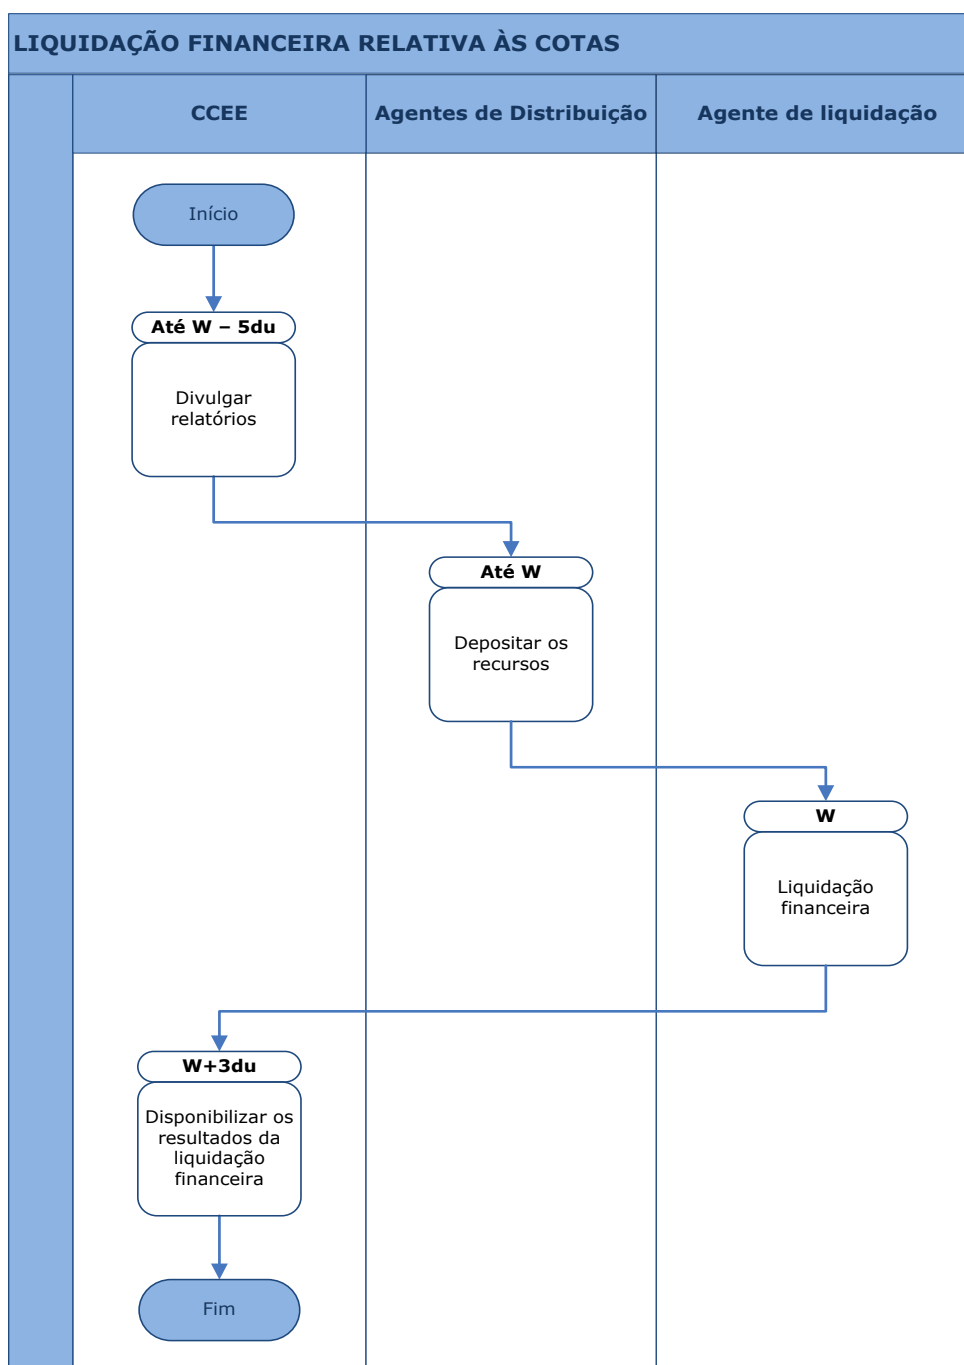 LIQUIDAÇÃO FINANCEIRA RELATIVA ÀS COTAS
CCEE
Agentes de Distribuição
Agente de liquidação
Início
Até W – 5du
Divulgar
relatórios
Até W
Depositar os
recursos
W
Liquidação
financeira
W+3du
Disponibilizar os
resultados da
liquidação
financeira
Fim